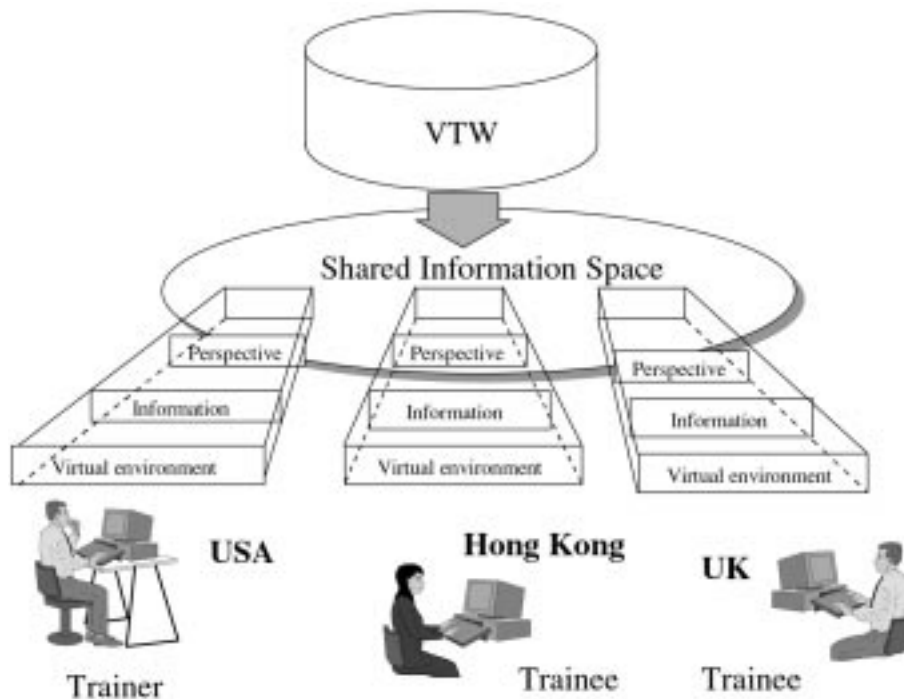 VTW
Shared Information Space
Perspective
Perspective
Perspective
Information
Information
Information
Virtual environment
Virtual environment
Virtual environment
USA
Hong Kong
UK
Trainer
Trainee
Trainee